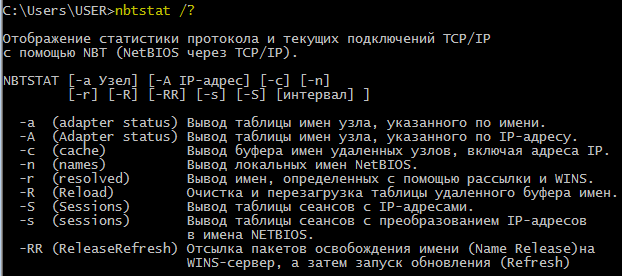 C:\Users\USER>nbtstat /?
Отображение статистики протокола и текущих подключений TCP/IP
с помощью NBT (NetBIOS через TCP/IP).
NBTSTAT [-a Узел] [-A IP-адрес] [-c] [-n]
[-r] [-R] [-RR] [-s] [-S] [интервал] ]
-a (adapter status) Вывод таблицы имен узла, указанного по имени.
-A (Adapter status) Вывод таблицы имен узла, указанного по IP-адресу.
-c (cache) Вывод буфера имен удаленных узлов, включая адреса IP.
-n (names) Вывод локальных имен NetBIOS.
-r (resolved) Вывод имен, определенных с помощью рассылки и WINS.
-R (Reload) Очистка и перезагрузка таблицы удаленного буфера имен.
-S (Sessions) Вывод таблицы сеансов с IP-адресами.
-s (sessions) Вывод таблицы сеансов с преобразованием IP-адресов
в имена NETBIOS.
-RR (ReleaseRefresh) Отсылка пакетов освобождения имени (Name Release)на
WINS-сервер, а затем запуск обновления (Refresh)